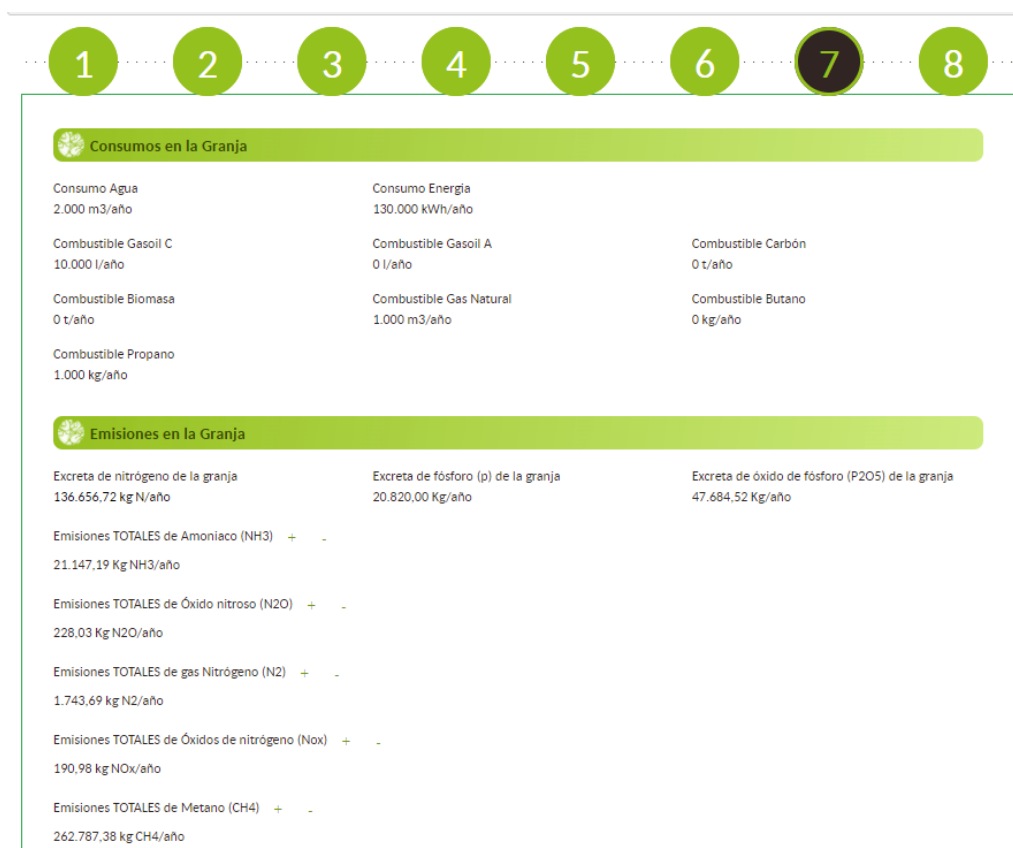 1 2 3 4 5 6 7 8
Consumos en la Granja
Consumo Agua Consumo Energia
2.000 m3/año 130.000 kWh/año
Combustible Gasoil C Combustible Gasoil A Combustible Carbón
10.000 l/año 0 l/año 0 t/año
Combustible Biomasa Combustible Gas Natural Combustible Butano
0 t/año 1.000 m3/año 0 kg/año
Combustible Propano
1.000 kg/año
Emisiones en la Granja
Excreta de nitrógeno de la granja Excreta de fósforo (p) de la granja Excreta de óxido de fósforo (P2O5) de la granja
136.656,72 kg N/año 20.820,00 Kg/año 47.684,52 Kg/año
Emisiones TOTALES de Amoniaco (NH3) + -
21.147,19 Kg NH3/año
Emisiones TOTALES de Óxido nitroso (N2O) + -
228,03 Kg N2O/año
Emisiones TOTALES de gas Nitrógeno (N2) + -
1.743,69 kg N2/año
Emisiones TOTALES de Óxidos de nitrógeno (Nox) + -
190,98 kg NOx/año
Emisiones TOTALES de Metano (CH4) + -
262.787,38 kg CH4/año